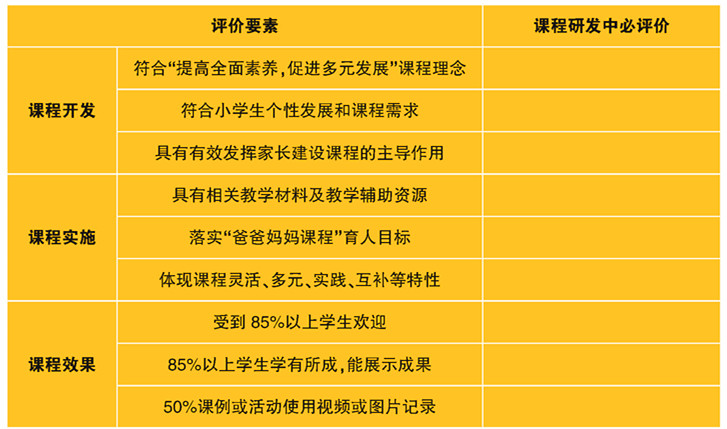 评价要素
课程研发中必评价
课程开发
符合“提高全面素养,促进多元发展”课程理念
符合小学生个性发展和课程需求
具有有效发挥家长建设课程的主导作用
课程实施
具有相关教学材料及教学辅助资源
落实“爸爸妈妈课程”育人目标
体现课程灵活、多元、实践、互补等特性
课程效果
受到 85%以上学生欢迎
85%以上学生学有所成,能展示成果
50%课例或活动使用视频或图片记录